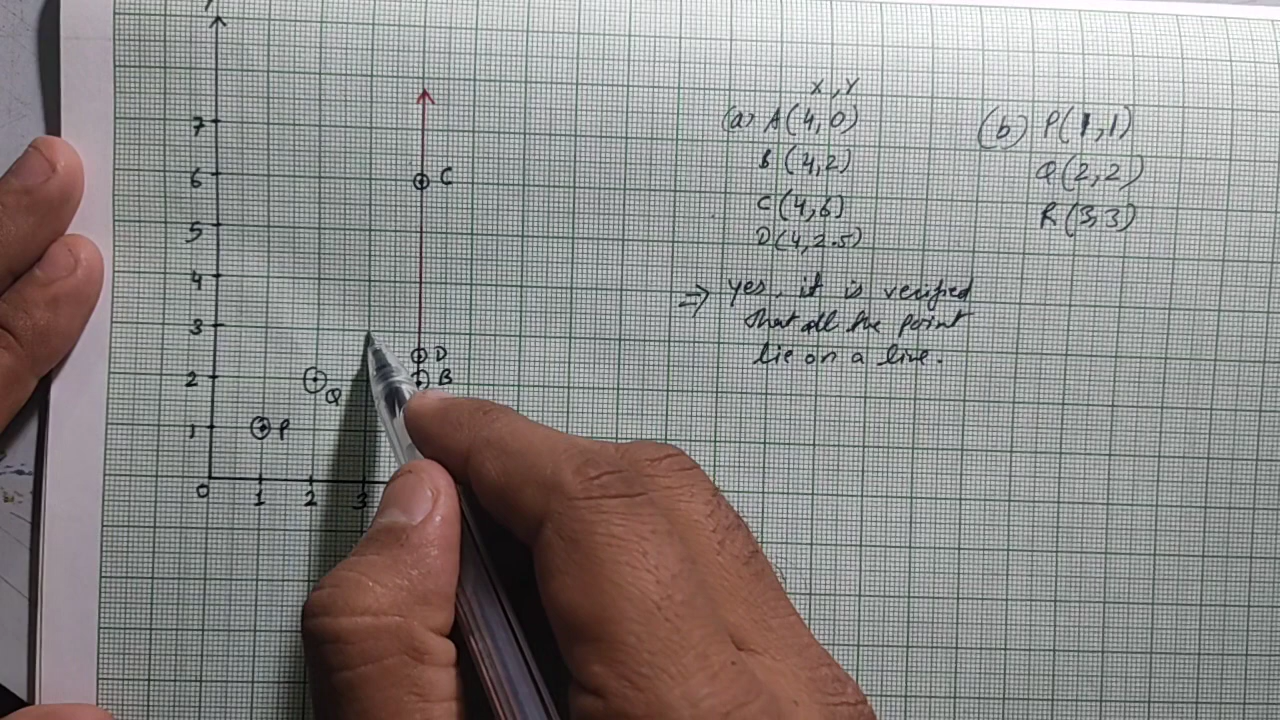 7
6
5
4
3
2
1
0
1 2 3
C
D
B
Q
P
X, Y
(a) A(4,0)
B (4,2)
C(4,6)
D(4,2.5)
⇒ Yes, it is verified
that all the point
lie on a line.
(b) P(1,1)
Q(2,2)
R(3,3)